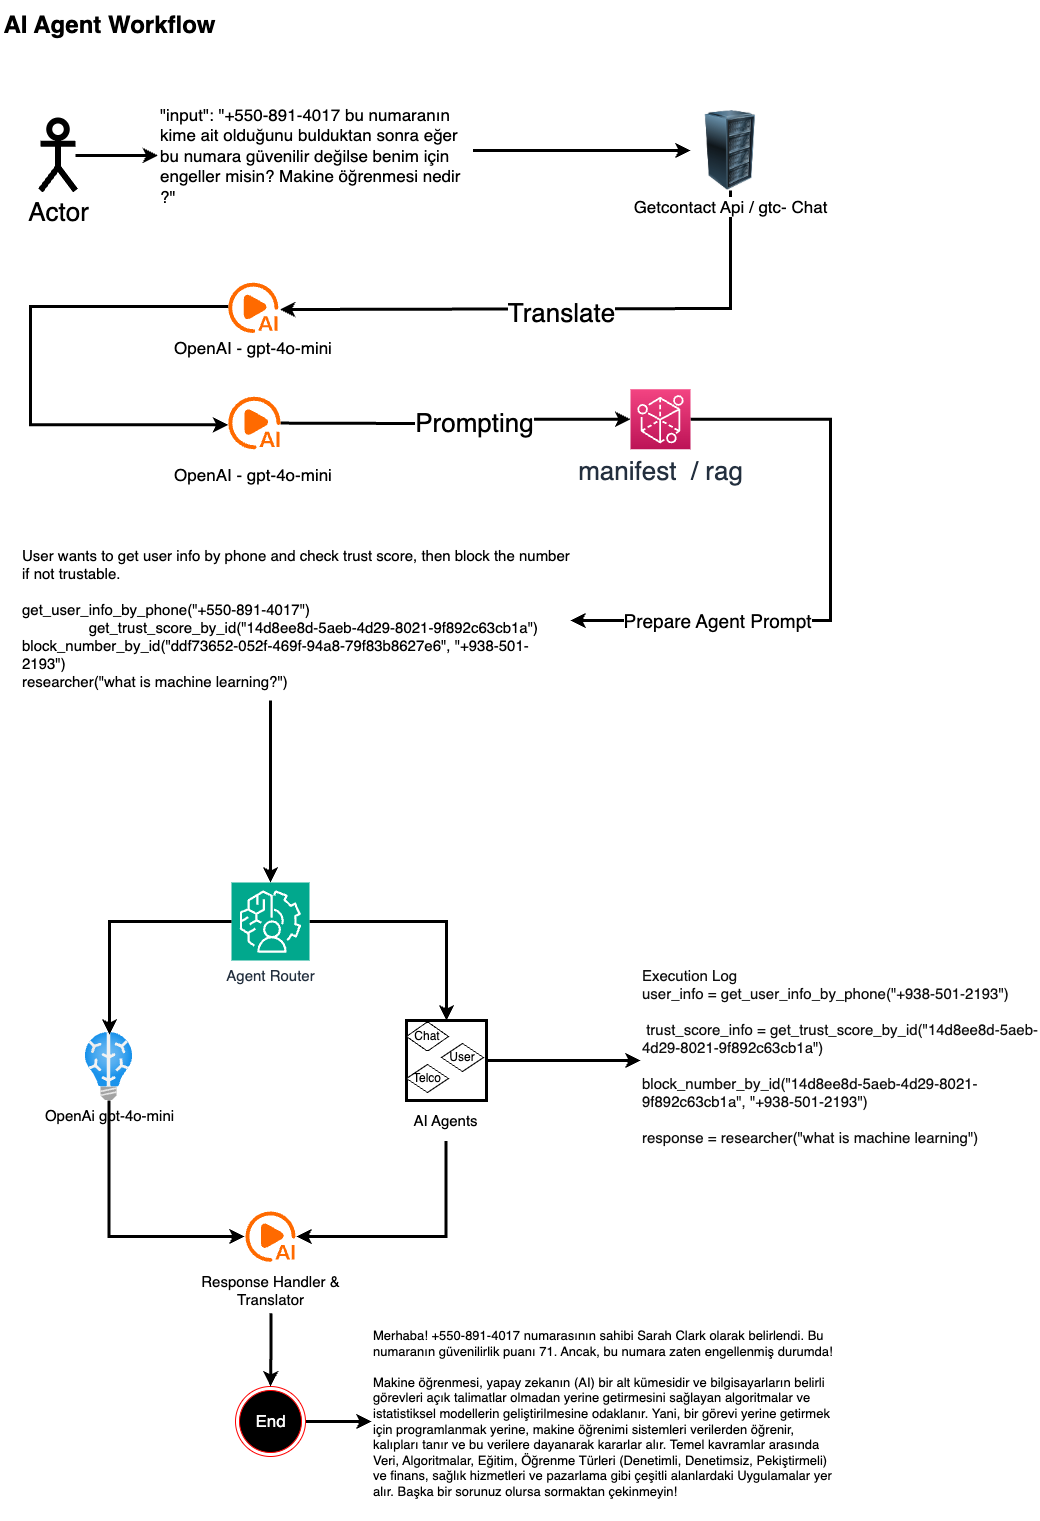 AI Agent Workflow
"input": "+550-891-4017 bu numaranın
kime ait olduğunu bulduktan sonra eğer
bu numara güvenilir değilse benim için
engeller misin? Makine öğrenmesi nedir
?"
Actor
Getcontact Api / gtc- Chat
Translate
AI
OpenAI - gpt-4o-mini
AI
Prompting
OpenAI - gpt-4o-mini
manifest / rag
User wants to get user info by phone and check trust score, then block the number
if not trustable.
get_user_info_by_phone("+550-891-4017")
get_trust_score_by_id("14d8ee8d-5aeb-4d29-8021-9f892c63cb1a")
block_number_by_id("ddf73652-052f-469f-94a8-79f83b8627e6", "+938-501-
2193")
researcher("what is machine learning?")
Prepare Agent Prompt
Agent Router
Chat
User
Telco
AI Agents
OpenAi gpt-4o-mini
Execution Log
user_info = get_user_info_by_phone("+938-501-2193")
trust_score_info = get_trust_score_by_id("14d8ee8d-5aeb-
4d29-8021-9f892c63cb1a")
block_number_by_id("14d8ee8d-5aeb-4d29-8021-
9f892c63cb1a", "+938-501-2193")
response = researcher("what is machine learning")
AI
Response Handler &
Translator
End
Merhaba! +550-891-4017 numarasının sahibi Sarah Clark olarak belirlendi. Bu
numaranın güvenilirlik puanı 71. Ancak, bu numara zaten engellenmiş durumda!
Makine öğrenmesi, yapay zekanın (AI) bir alt kümesidir ve bilgisayarların belirli
görevleri açık talimatlar olmadan yerine getirmesini sağlayan algoritmalar ve
istatistiksel modellerin geliştirilmesine odaklanır. Yani, bir görevi yerine getirmek
için programlanmak yerine, makine öğrenimi sistemleri verilerden öğrenir,
kalıpları tanır ve bu verilere dayanarak kararlar alır. Temel kavramlar arasında
Veri, Algoritmalar, Eğitim, Öğrenme Türleri (Denetimli, Denetimsiz, Pekiştirmeli)
ve finans, sağlık hizmetleri ve pazarlama gibi çeşitli alanlardaki Uygulamalar yer
alır. Başka bir sorunuz olursa sormaktan çekinmeyin!